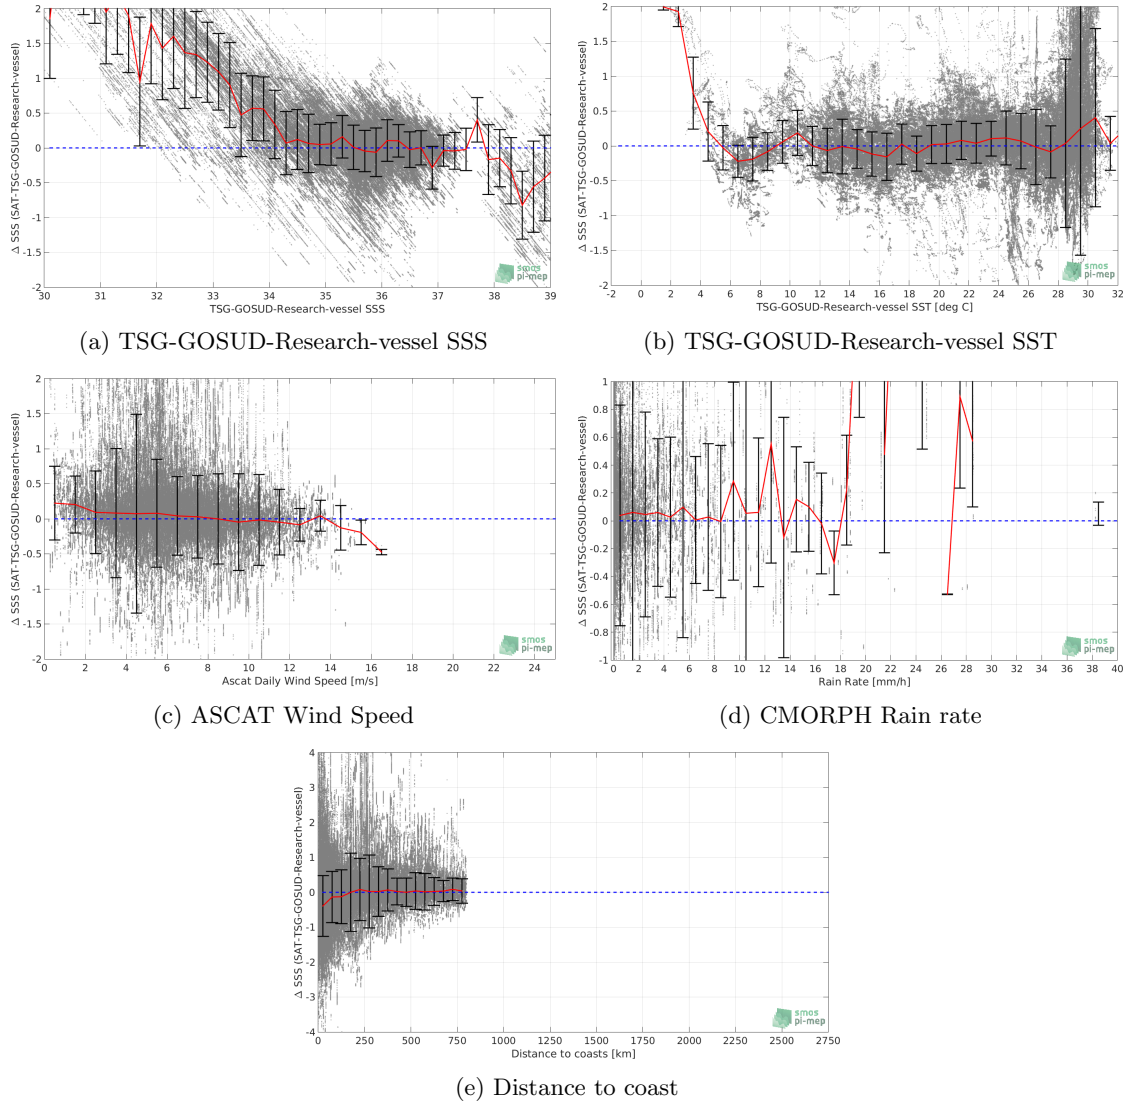 2
1.5
1
0.5
0
-0.5
-1
-1.5
-2
Δ SSS (SAT-TSG-GOSUD-Research-vessel)
30 31 32 33 34 35 36 37 38 39
TSG-GOSUD-Research-vessel SSS
smos
pi-mep
(a) TSG-GOSUD-Research-vessel SSS
2
1.5
1
0.5
0
-0.5
-1
-1.5
-2
Δ SSS (SAT-TSG-GOSUD-Research-vessel)
-2 0 2 4 6 8 10 12 14 16 18 20 22 24 26 28 30 32
TSG-GOSUD-Research-vessel SST [deg C]
smos
pi-mep
(b) TSG-GOSUD-Research-vessel SST
2
1.5
1
0.5
0
-0.5
-1
-1.5
-2
Δ SSS (SAT-TSG-GOSUD-Research-vessel)
0 2 4 6 8 10 12 14 16 18 20 22 24
Ascat Daily Wind Speed [m/s]
smos
pi-mep
(c) ASCAT Wind Speed
1
0.8
0.6
0.4
0.2
0
-0.2
-0.4
-0.6
-0.8
-1
Δ SSS (SAT-TSG-GOSUD-Research-vessel)
0 2 4 6 8 10 12 14 16 18 20 22 24 26 28 30 32 34 36 38 40
Rain Rate [mm/h]
smos
pi-mep
(d) CMORPH Rain rate
4
3
2
1
0
-1
-2
-3
-4
Δ SSS (SAT-TSG-GOSUD-Research-vessel)
0 250 500 750 1000 1250 1500 1750 2000 2250 2500 2750
Distance to coasts [km]
smos
pi-mep
(e) Distance to coast